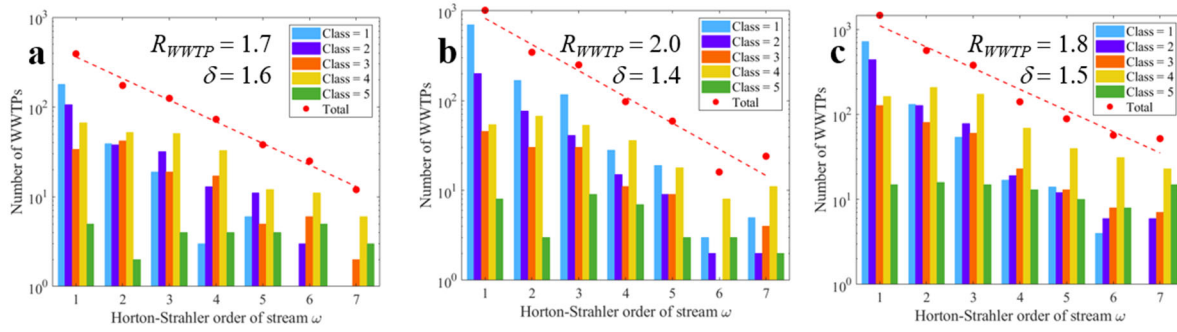 a
R_WWTP = 1.7
δ = 1.6
Class = 1
Class = 2
Class = 3
Class = 4
Class = 5
Total
Number of WWTPs
10^3
10^2
10^1
10^0
1 2 3 4 5 6 7
Horton-Strahler order of stream ω
b
R_WWTP = 2.0
δ = 1.4
Class = 1
Class = 2
Class = 3
Class = 4
Class = 5
Total
Number of WWTPs
10^3
10^2
10^1
10^0
1 2 3 4 5 6 7
Horton-Strahler order of stream ω
c
R_WWTP = 1.8
δ = 1.5
Class = 1
Class = 2
Class = 3
Class = 4
Class = 5
Total
Number of WWTPs
10^3
10^2
10^1
10^0
1 2 3 4 5 6 7
Horton-Strahler order of stream ω